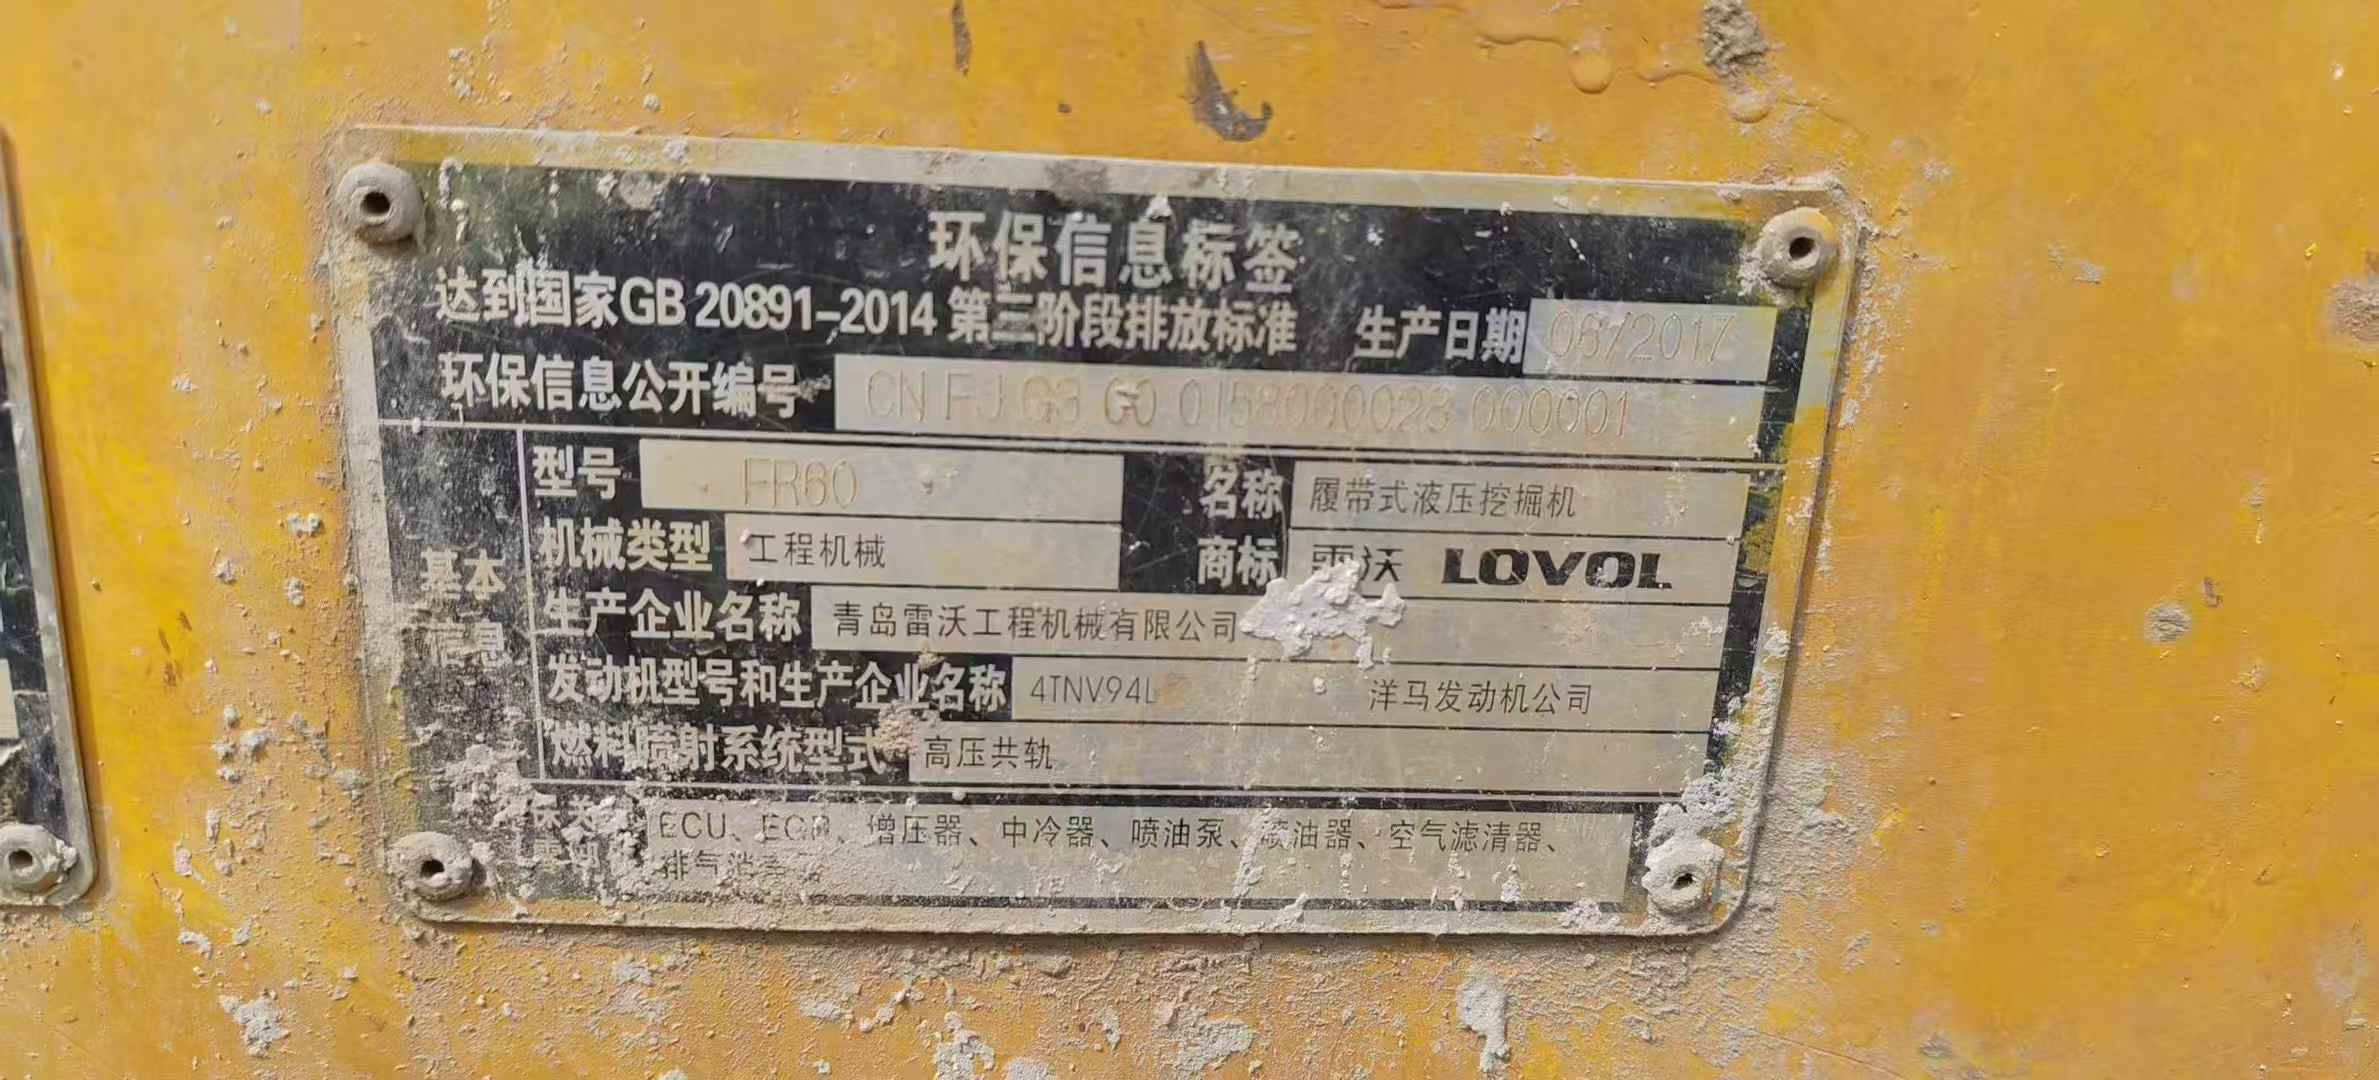 环保信息标签
达到国家GB 20891-2014 第三阶段排放标准 生产日期 06/2017
环保信息公开编号 CN FJ G3 G0 0158000028 000001
型号 FR60 名称 履带式液压挖掘机
机械类型 工程机械 商标 雷沃 LOVOL
基本信息
生产企业名称 青岛雷沃工程机械有限公司
发动机型号和生产企业名称 4TNV94L 洋马发动机公司
燃料喷射系统型式 高压共轨
ECU、EGR、增压器、中冷器、喷油泵、喷油器、空气滤清器、
排气消声器